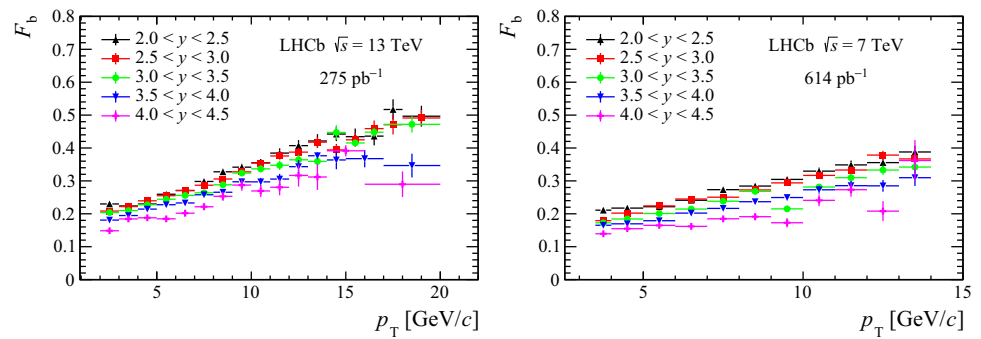 F_b
0.8
0.7
0.6
0.5
0.4
0.3
0.2
0.1
0
2.0 < y < 2.5
2.5 < y < 3.0
3.0 < y < 3.5
3.5 < y < 4.0
4.0 < y < 4.5
LHCb √s = 13 TeV
275 pb⁻¹
5 10 15 20
p_T [GeV/c]
F_b
0.8
0.7
0.6
0.5
0.4
0.3
0.2
0.1
0
2.0 < y < 2.5
2.5 < y < 3.0
3.0 < y < 3.5
3.5 < y < 4.0
4.0 < y < 4.5
LHCb √s = 7 TeV
614 pb⁻¹
5 10 15
p_T [GeV/c]